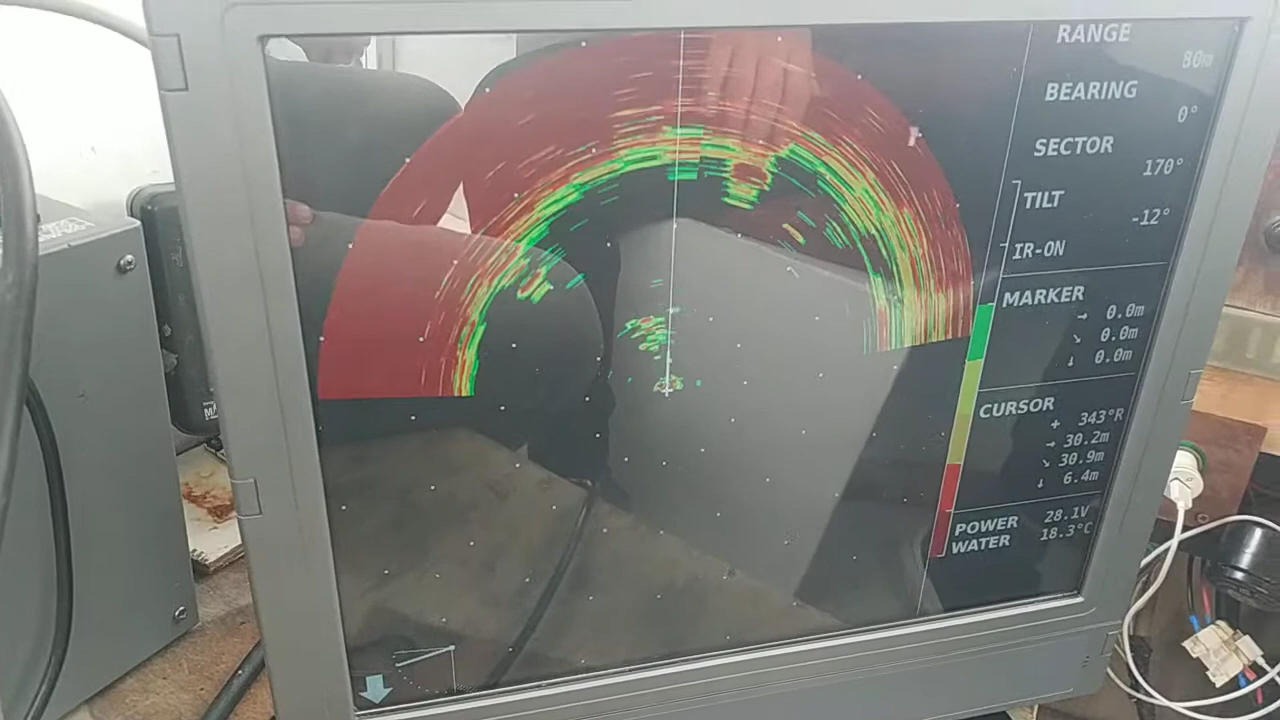 RANGE
80m
BEARING
0°
SECTOR
170°
TILT
-12°
IR-ON
MARKER
→ 0.0m
↘ 0.0m
↓ 0.0m
CURSOR
+ 343°R
→ 30.2m
↘ 30.9m
↓ 6.4m
POWER 28.1V
WATER 18.3°C